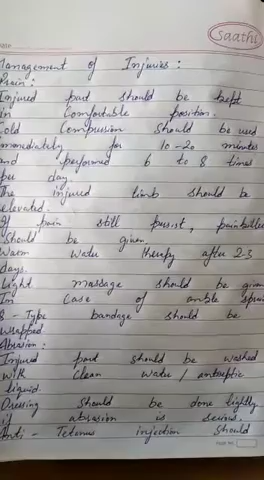 Saathi
Management of Injuries:
Sprain:
Injured part should be kept
in Comfortable position.
Cold Compression should be used
immediately for 10-20 minutes
and performed 6 to 8 times
per day.
The injured limb should be
elevated.
If pain still persist, painkiller
Should be given.
Warm Water therapy after 2-3
days.
Light massage should be given
In Case of ankle sprain
8 - Type bandage should be
wrapped.
Abrasion:
Injured part should be washed
With Clean Water / antiseptic
liquid.
Dressing Should be done lightly
if abrasion is serious.
Anti - Tetanus injection Should
PAGE NO.